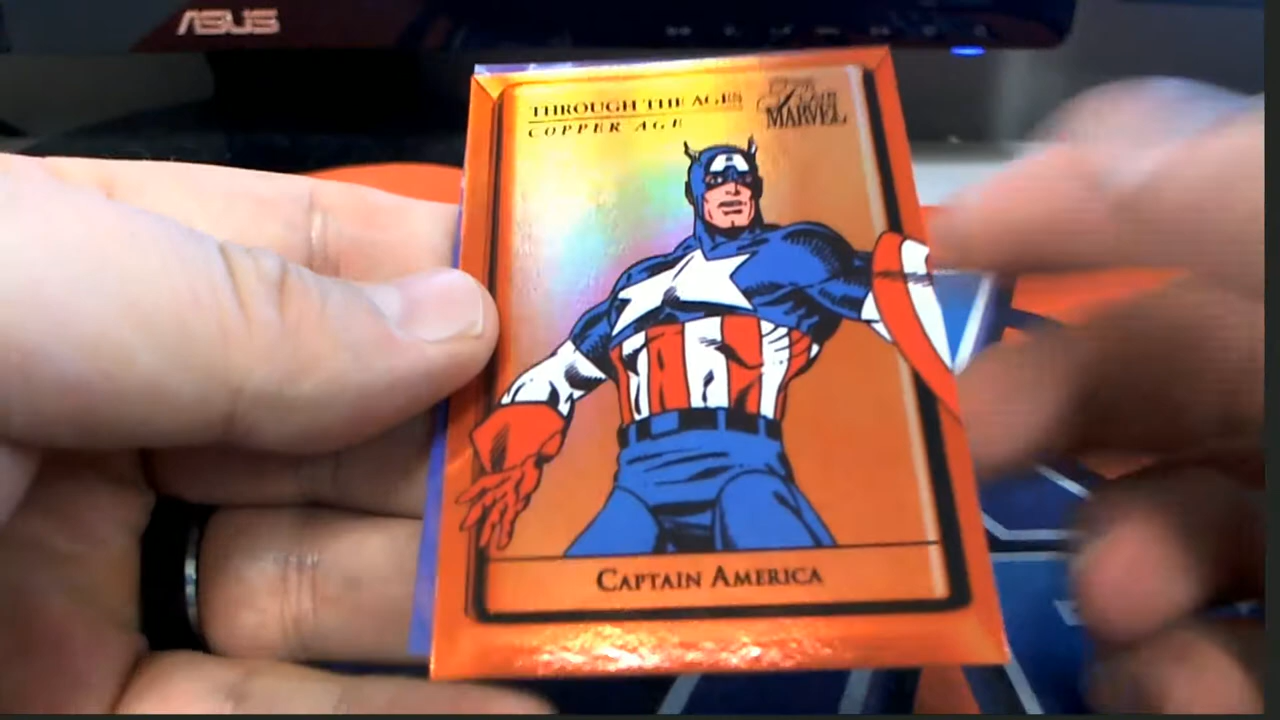 ASUS
THROUGH THE AGES
COPPER AGE
MARVEL
CAPTAIN AMERICA